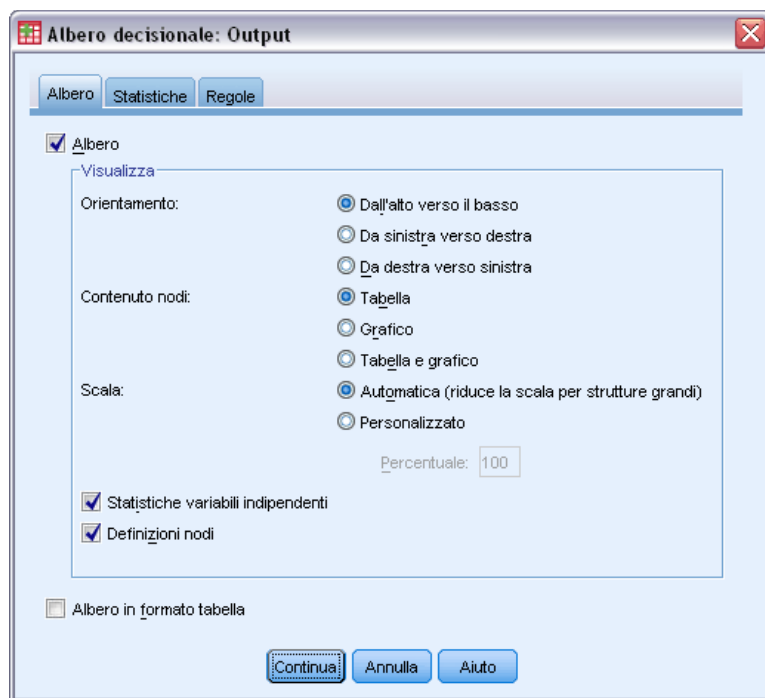 Albero decisionale: Output
Albero Statistiche Regole
Albero
Visualizza
Orientamento: Dall'alto verso il basso
Da sinistra verso destra
Da destra verso sinistra
Contenuto nodi: Tabella
Grafico
Tabella e grafico
Scala: Automatica (riduce la scala per strutture grandi)
Personalizzato
Percentuale: 100
Statistiche variabili indipendenti
Definizioni nodi
Albero in formato tabella
Continua Annulla Aiuto